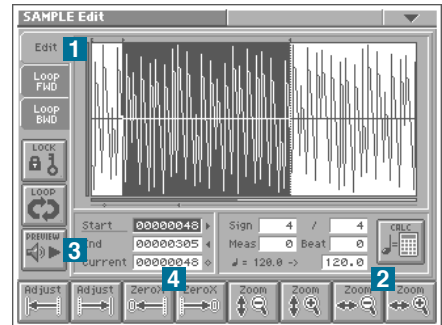 SAMPLE Edit
Edit
1
Loop
FWD
Loop
BWD
LOCK
LOOP
PREVIEW
3
Start 00000048
End 00000305
Current 00000048
4
Sign 4 / 4
Meas 0 Beat 0
♩ = 120.0 -> 120.0
CALC
2
Adjust Adjust ZeroX ZeroX Zoom Zoom Zoom Zoom